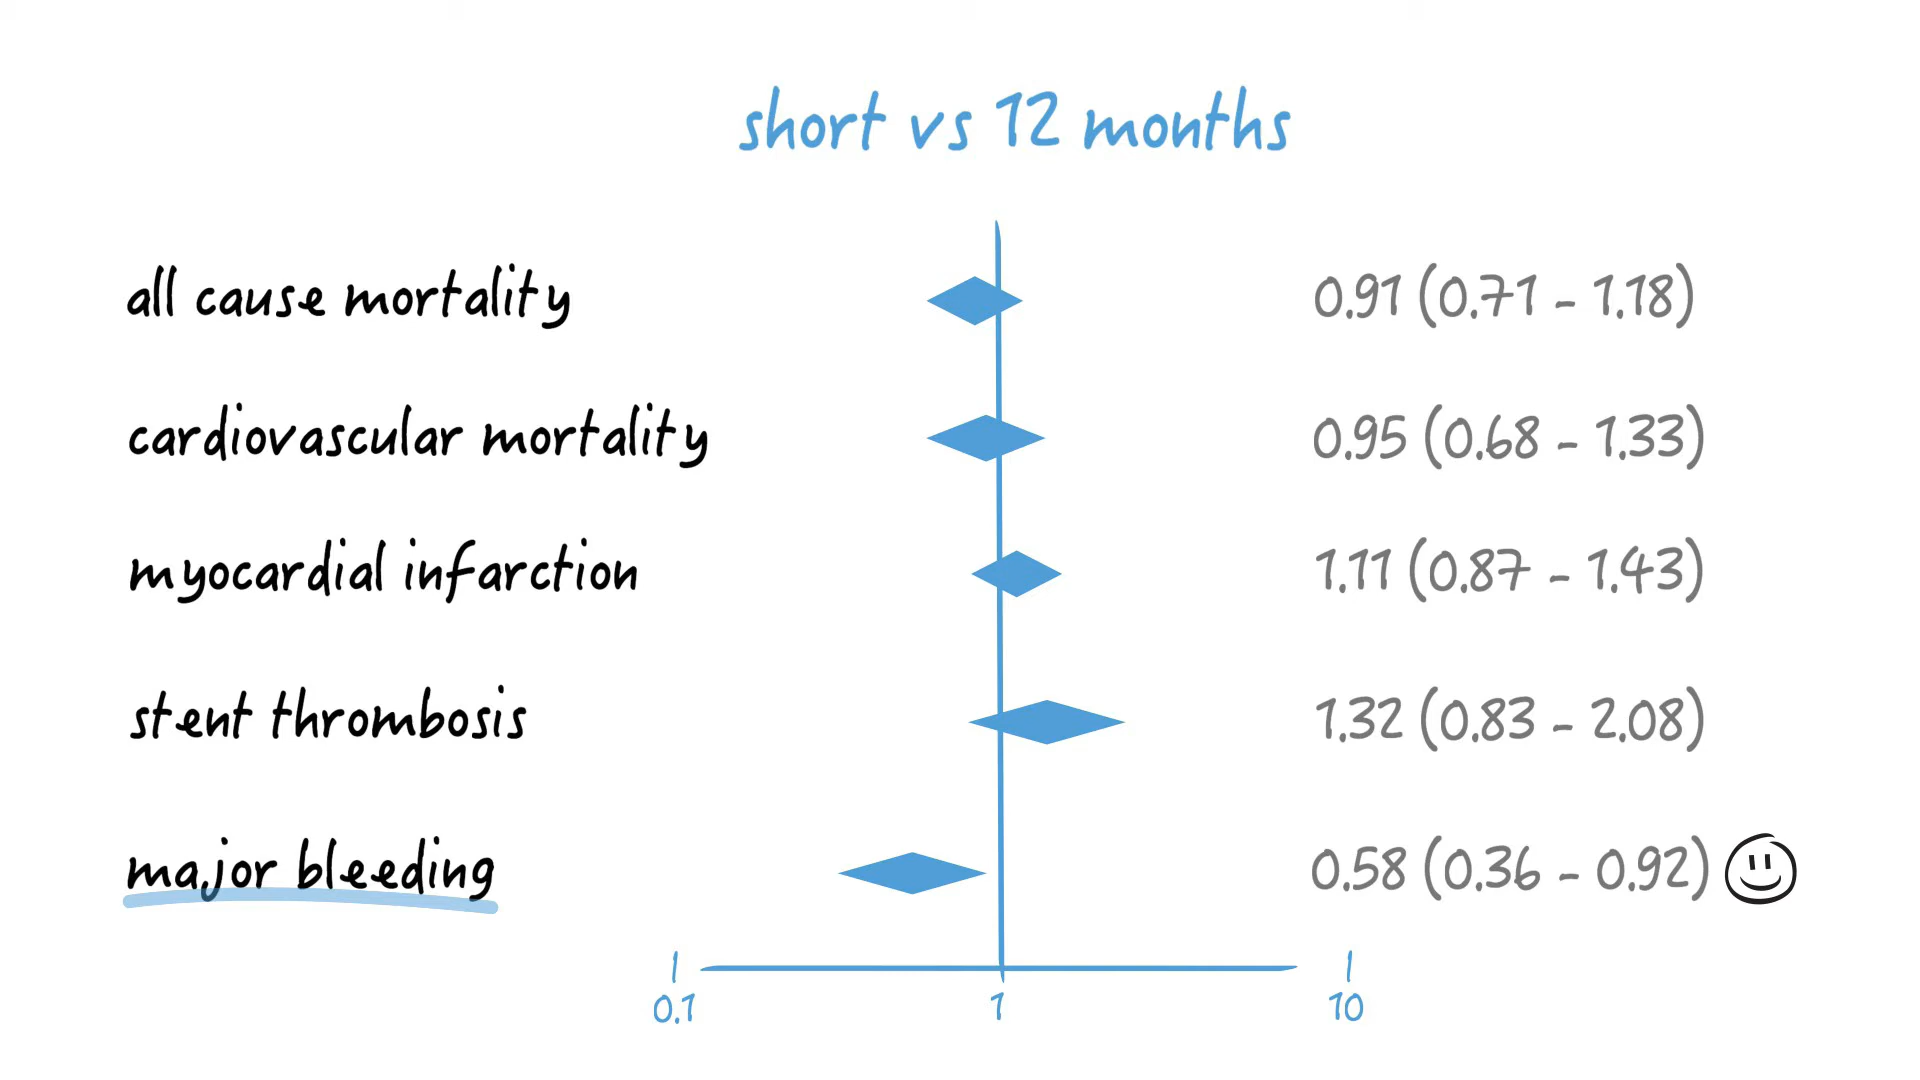 short vs 12 months
all cause mortality 0.91 (0.71 - 1.18)
cardiovascular mortality 0.95 (0.68 - 1.33)
myocardial infarction 1.11 (0.87 - 1.43)
stent thrombosis 1.32 (0.83 - 2.08)
major bleeding 0.58 (0.36 - 0.92)
0.1 1 10